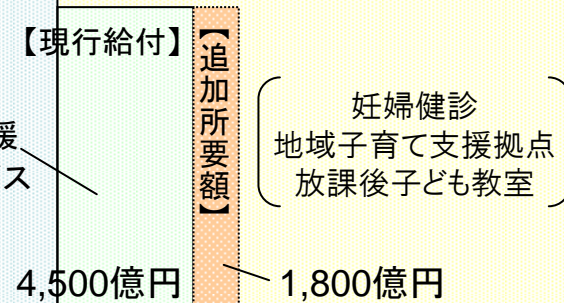 【現行給付】
【追加所要額】
妊婦健診
地域子育て支援拠点
放課後子ども教室
援
ス
4,500億円
1,800億円